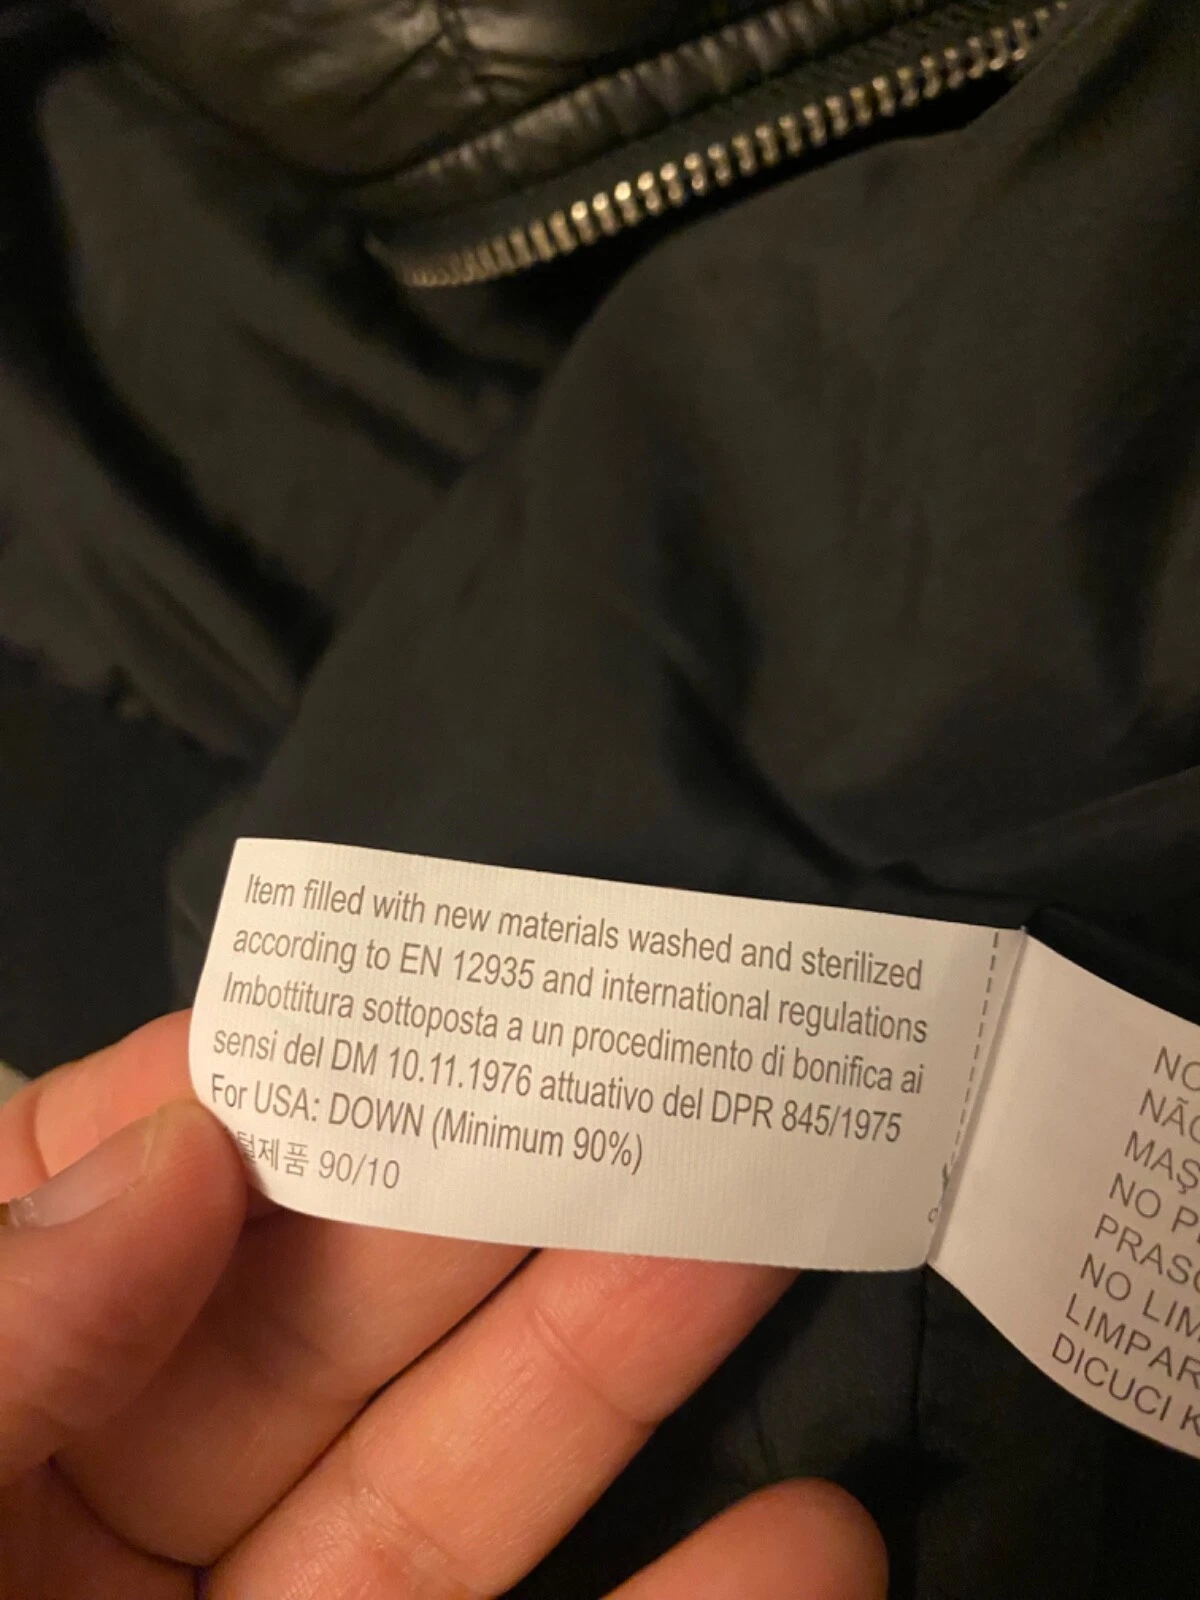 Item filled with new materials washed and sterilized
according to EN 12935 and international regulations
Imbottitura sottoposta a un procedimento di bonifica ai
sensi del DM 10.11.1976 attuativo del DPR 845/1975
For USA: DOWN (Minimum 90%)
털제품 90/10
NO
NÃO
MAŞ
NO P
PRASO
NO LIM
LIMPAR
DICUCI K